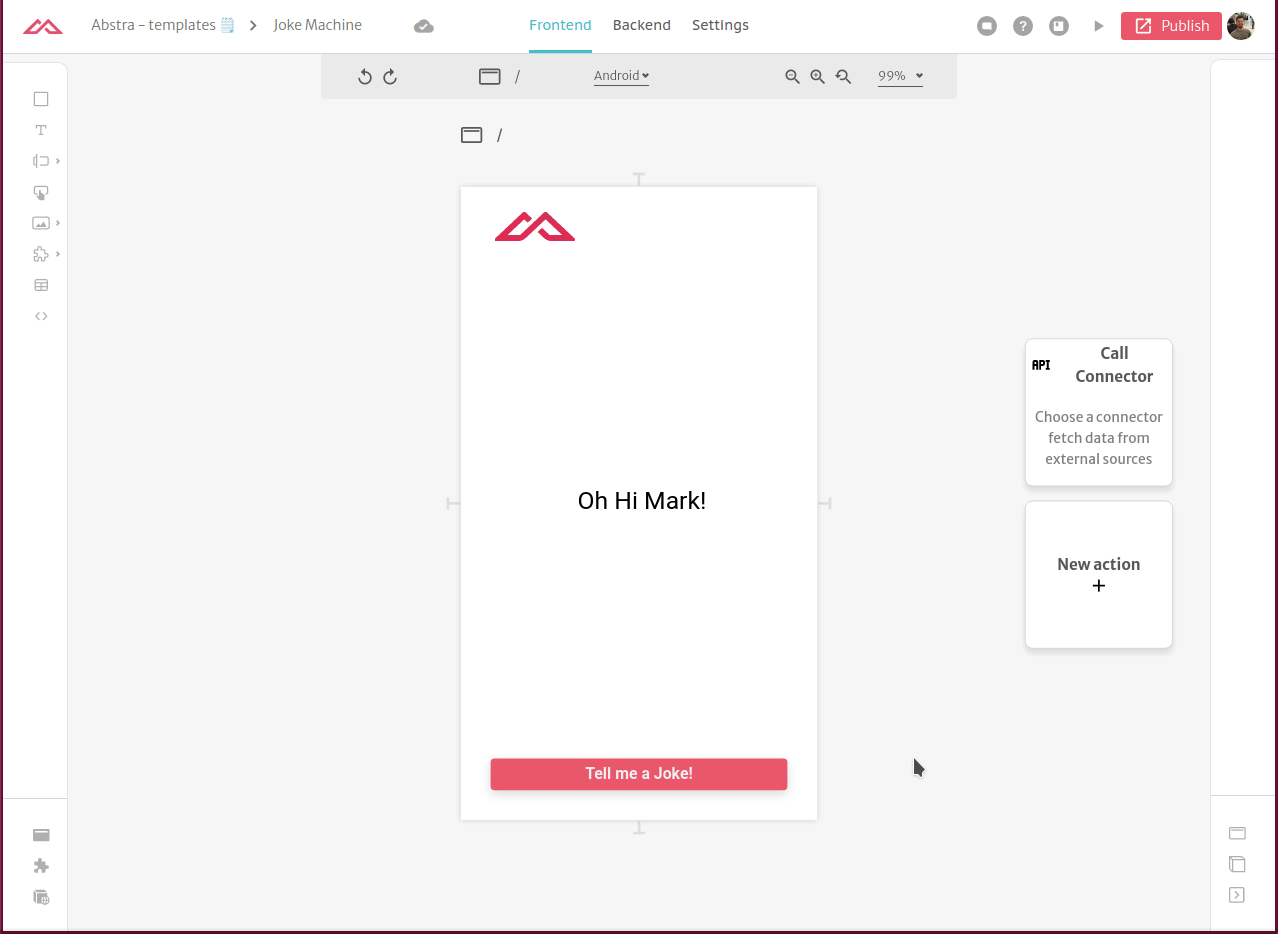 Abstra – templates > Joke Machine
Frontend Backend Settings
? Publish
/ Android 99%
/
T
Oh Hi Mark!
Tell me a Joke!
API
Call
Connector
Choose a connector
fetch data from
external sources
New action
+